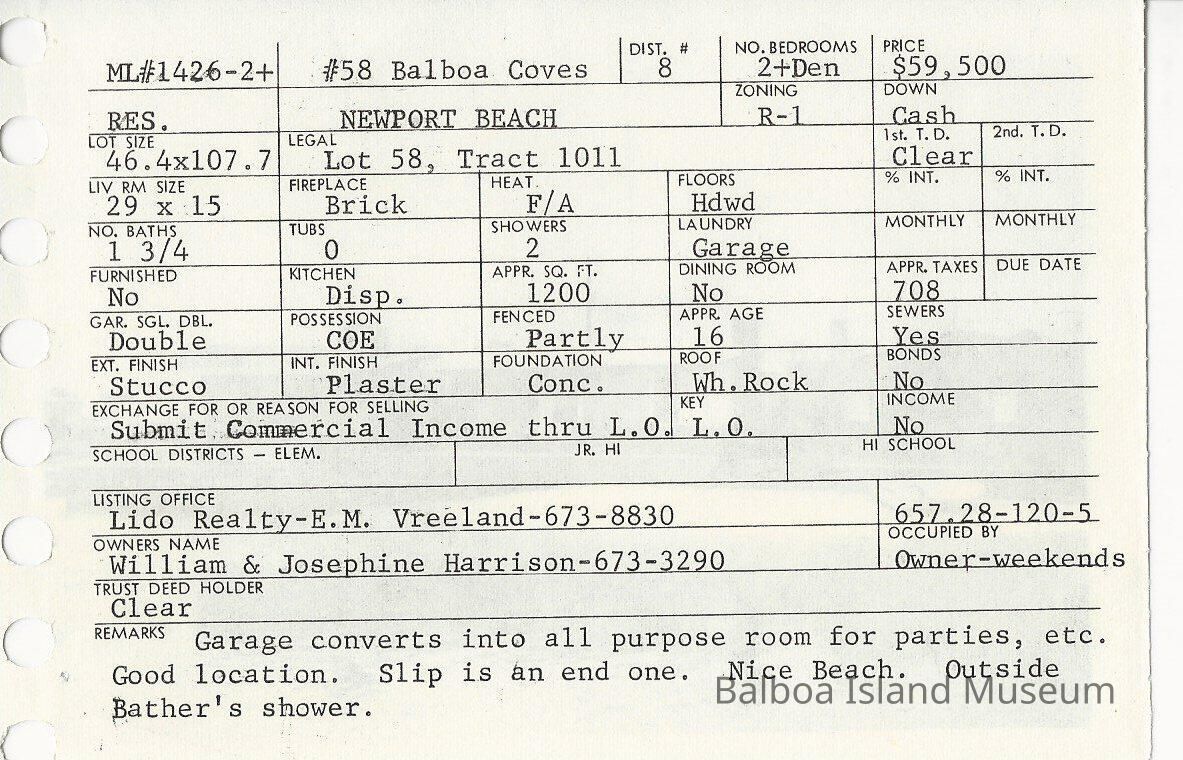 DIST. # NO. BEDROOMS PRICE
ML#1426-2+ #58 Balboa Coves 8 2+Den $59,500
ZONING DOWN
RES. NEWPORT BEACH R-1 Cash
LOT SIZE LEGAL 1st. T. D. 2nd. T. D.
46.4x107.7 Lot 58, Tract 1011 Clear
LIV RM SIZE FIREPLACE HEAT FLOORS % INT. % INT.
29 x 15 Brick F/A Hdwd
NO. BATHS TUBS SHOWERS LAUNDRY MONTHLY MONTHLY
1 3/4 0 2 Garage
FURNISHED KITCHEN APPR. SQ. FT. DINING ROOM APPR. TAXES DUE DATE
No Disp. 1200 No 708
GAR. SGL. DBL. POSSESSION FENCED APPR. AGE SEWERS
Double COE Partly 16 Yes
EXT. FINISH INT. FINISH FOUNDATION ROOF BONDS
Stucco Plaster Conc. Wh.Rock No
EXCHANGE FOR OR REASON FOR SELLING KEY INCOME
Submit Commercial Income thru L.O. L.O. No
SCHOOL DISTRICTS — ELEM. JR. HI HI SCHOOL
LISTING OFFICE
Lido Realty-E.M. Vreeland-673-8830 657.28-120-5
OWNERS NAME OCCUPIED BY
William & Josephine Harrison-673-3290 Owner-weekends
TRUST DEED HOLDER
Clear
REMARKS Garage converts into all purpose room for parties, etc.
Good location. Slip is an end one. Nice Beach. Outside
Balboa Island Museum
Bather's shower.